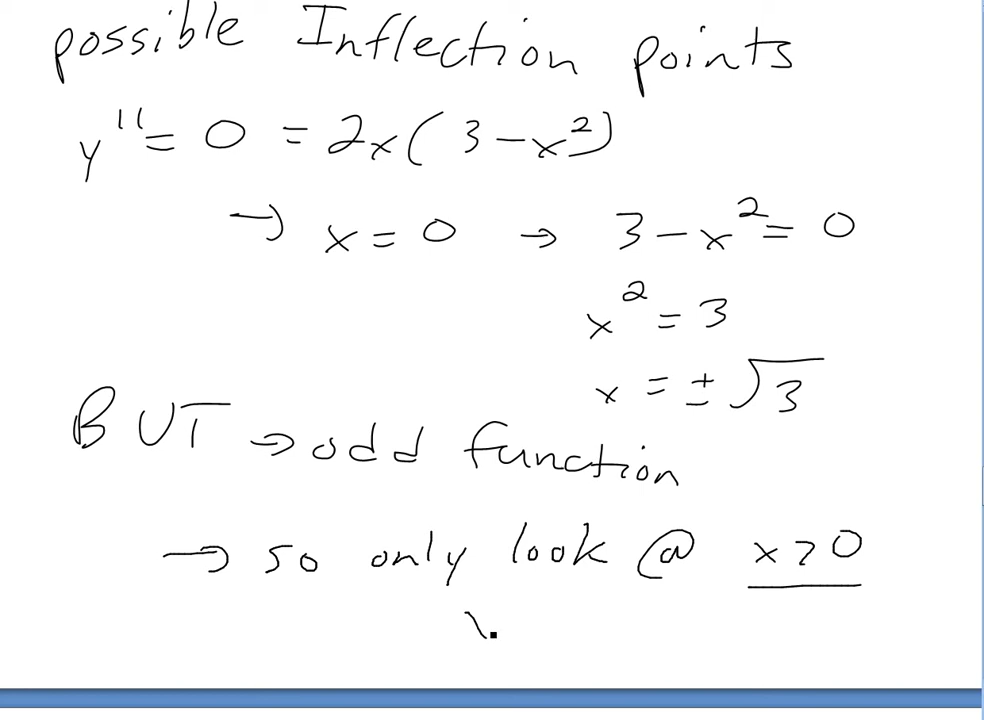 possible Inflection points
y'' = 0 = 2x(3-x²)
→ x = 0 → 3-x² = 0
x² = 3
x = ±√3
BUT → odd function
→ so only look @ x>0